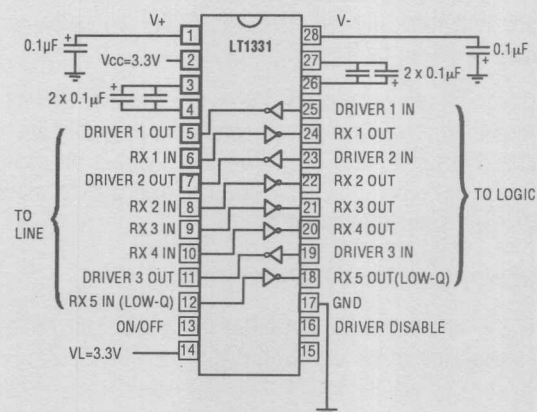 V+
V-
0.1µF
+
1
LT1331
28
+
0.1µF
Vcc=3.3V
2
27
+
2 x 0.1µF
3
26
+
2 x 0.1µF
4
25
DRIVER 1 IN
DRIVER 1 OUT
5
24
RX 1 OUT
RX 1 IN
6
23
DRIVER 2 IN
DRIVER 2 OUT
7
22
RX 2 OUT
TO LINE
RX 2 IN
8
21
RX 3 OUT
TO LOGIC
RX 3 IN
9
20
RX 4 OUT
RX 4 IN
10
19
DRIVER 3 IN
DRIVER 3 OUT
11
18
RX 5 OUT(LOW-Q)
RX 5 IN (LOW-Q)
12
17
GND
ON/OFF
13
16
DRIVER DISABLE
VL=3.3V
14
15